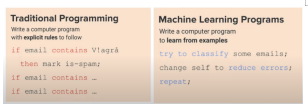 Traditional Programming
Write a computer program
with explicit rules to follow
if email contains V!agrå
then mark is-spam;
if email contains …
if email contains …
Machine Learning Programs
Write a computer program
to learn from examples
try to classify some emails;
change self to reduce errors;
repeat;